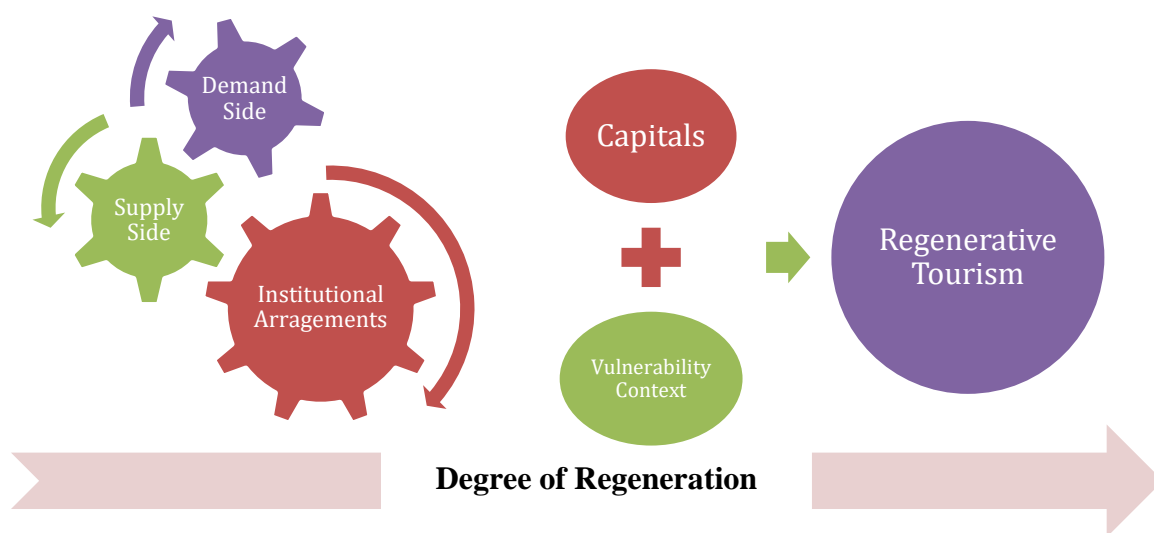 Demand
Side
Supply
Side
Institutional
Arragements
Capitals
Vulnerability
Context
Regenerative
Tourism
Degree of Regeneration